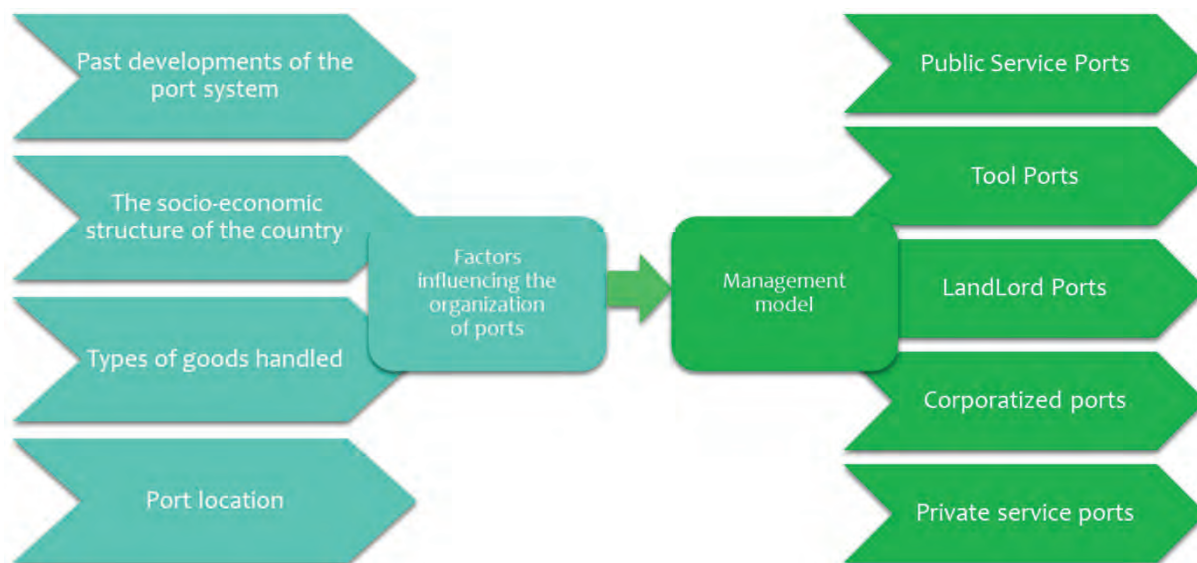 Past developments of the
port system
The socio-economic
structure of the country
Types of goods handled
Port location
Factors
influencing the
organization
of ports
Management
model
Public Service Ports
Tool Ports
LandLord Ports
Corporatized ports
Private service ports